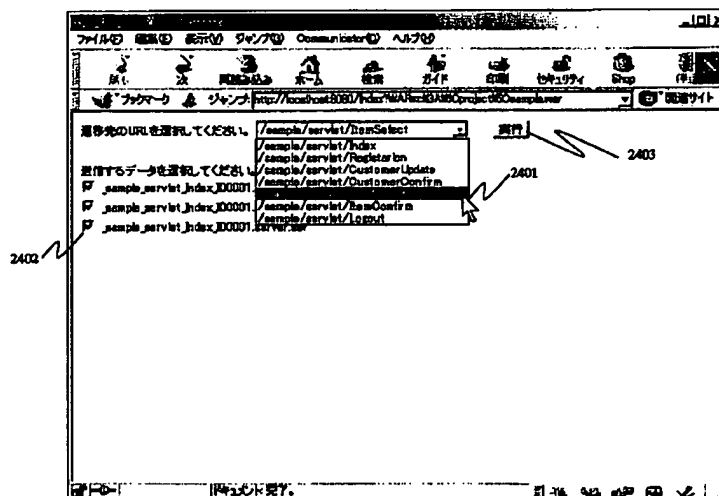 ファイル(F) 編集(E) 表示(V) ジャンプ(G) Communicator(C) ヘルプ(H)
戻る 次 再読み込み ホーム 検索 ガイド 印刷 セキュリティ Shop
ブックマーク ジャンプ: 関連サイト
遷移先のURLを選択してください。 /sample/servlet/ItemSelect 実行
2403
/sample/servlet/Index
/sample/servlet/Registarion
2401
送信するデータを選択してください
/sample/servlet/CustomerUpdate
/sample/servlet/CustomerConfirm
_sample_servlet_Index_ID0001.
_sample_servlet_Index_ID0001.
/sample/servlet/ItemConfirm
/sample/servlet/Logout
_sample_servlet_Index_ID0001.
2402
ドキュメント完了。